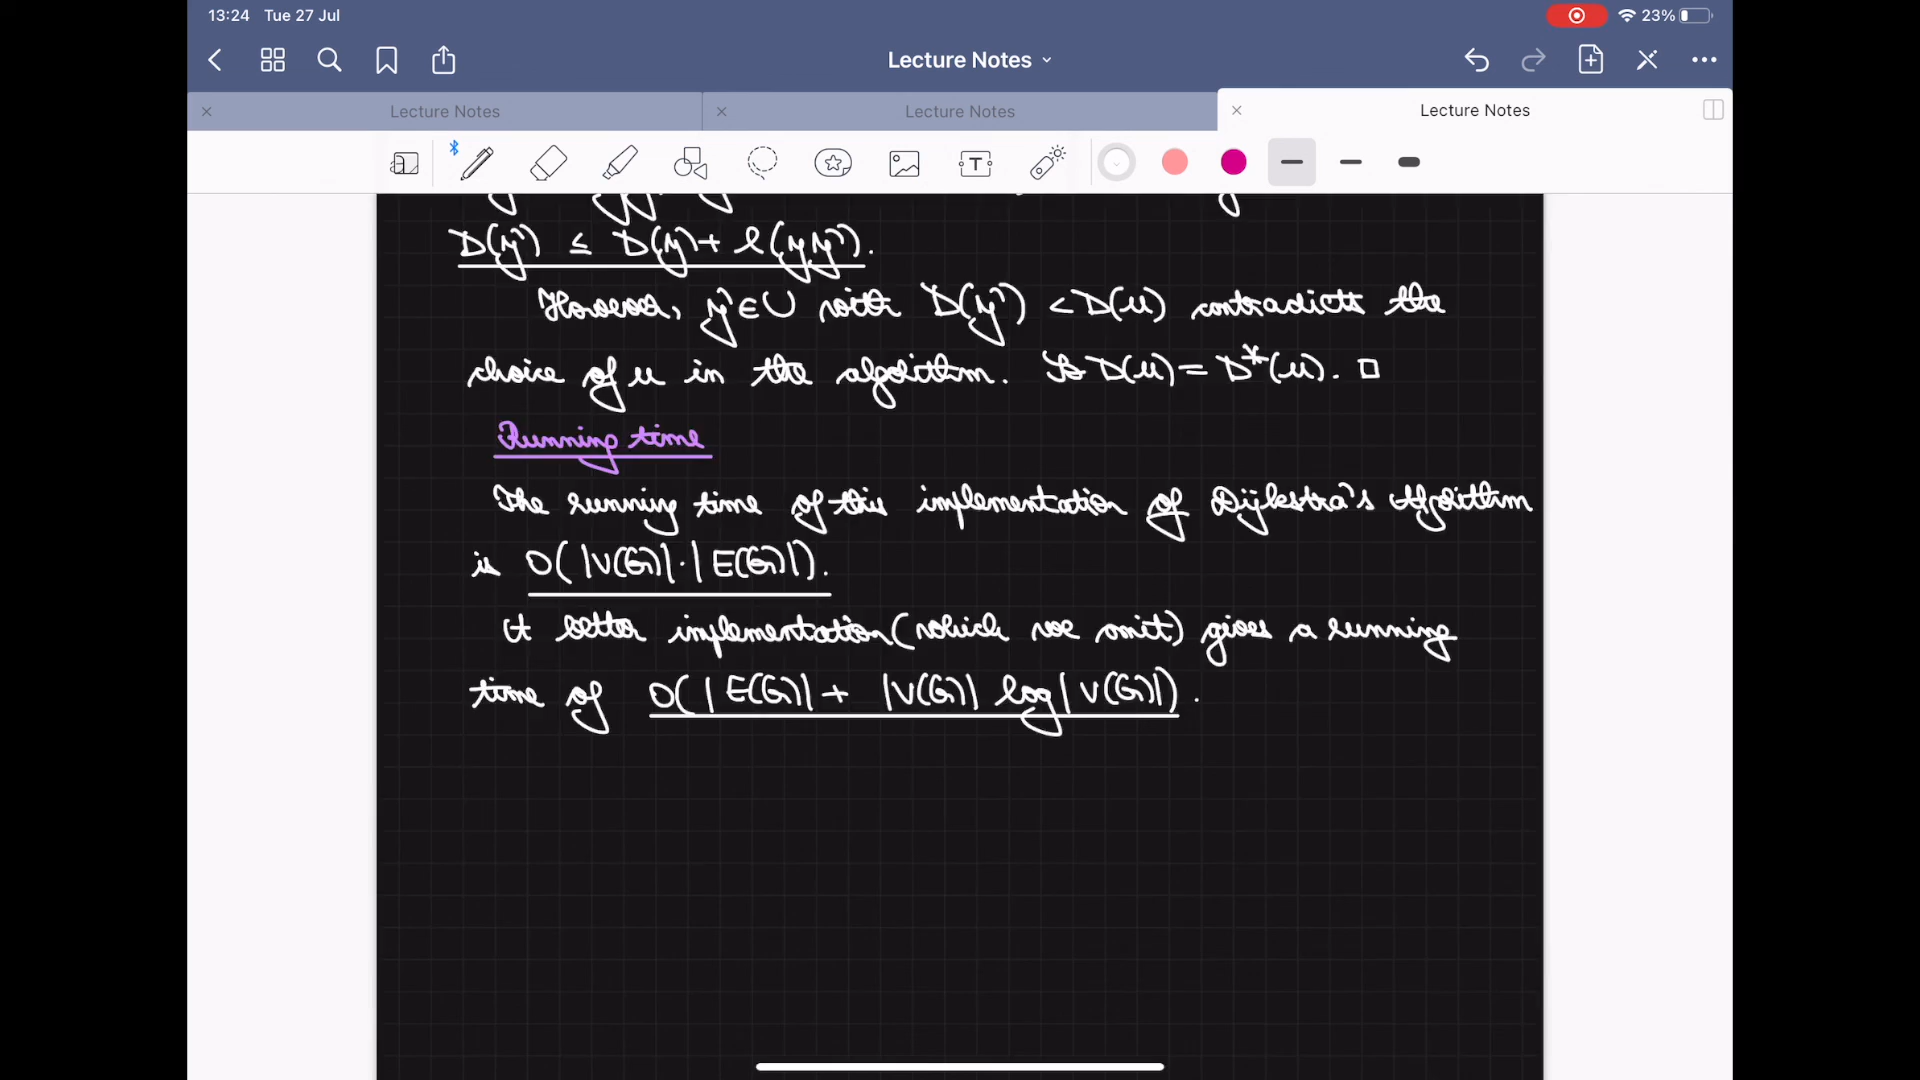 13:24 Tue 27 Jul 23%
Lecture Notes
Lecture Notes Lecture Notes Lecture Notes
D(y') ≤ D(y) + l(yy').
However, y' ∈ U with D(y') < D(u) contradicts the
choice of u in the algorithm. So D(u) = D*(u). □
Running time
The running time of this implementation of Dijkstra's Algorithm
is O(|V(G)|·|E(G)|).
A better implementation (which we omit) gives a running
time of O(|E(G)| + |V(G)| log |V(G)|).